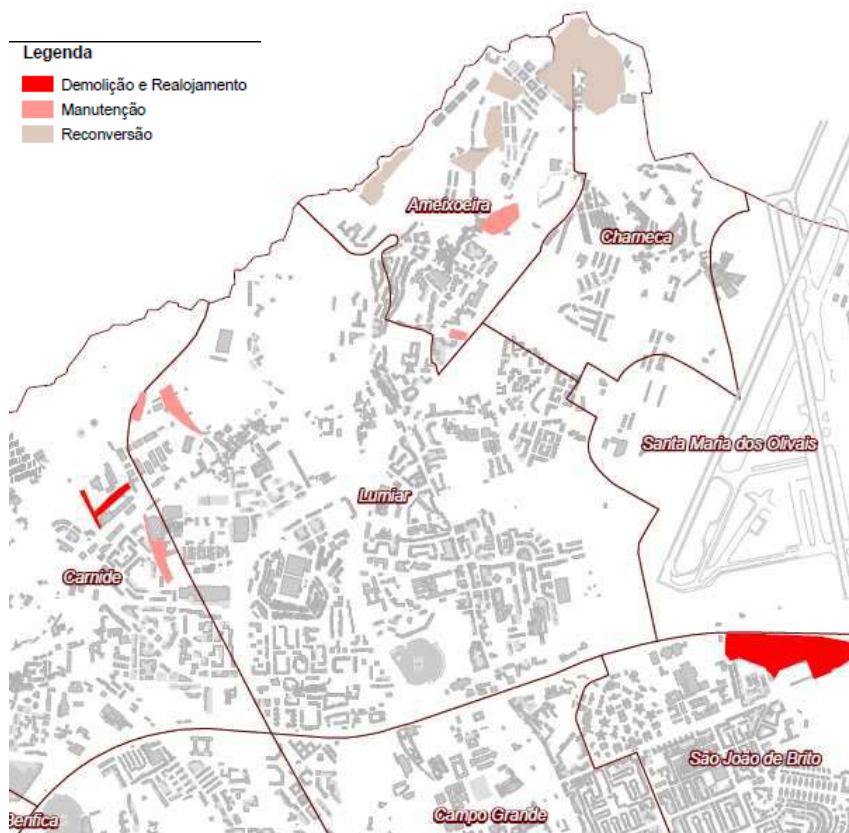 Legenda
Demolição e Realojamento
Manutenção
Reconversão
Ameixoeira
Charneca
Santa Maria dos Olivais
Lumiar
Carnide
São João de Brito
Campo Grande
Benfica